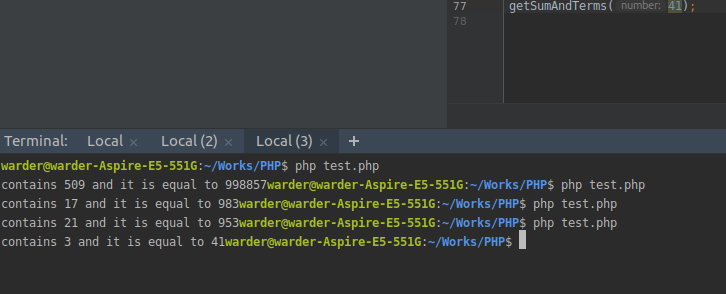 77 getSumAndTerms( number: 41);
78
Terminal: Local × Local (2) × Local (3) × +
warder@warder-Aspire-E5-551G:~/Works/PHP$ php test.php
contains 509 and it is equal to 998857warder@warder-Aspire-E5-551G:~/Works/PHP$ php test.php
contains 17 and it is equal to 983warder@warder-Aspire-E5-551G:~/Works/PHP$ php test.php
contains 21 and it is equal to 953warder@warder-Aspire-E5-551G:~/Works/PHP$ php test.php
contains 3 and it is equal to 41warder@warder-Aspire-E5-551G:~/Works/PHP$